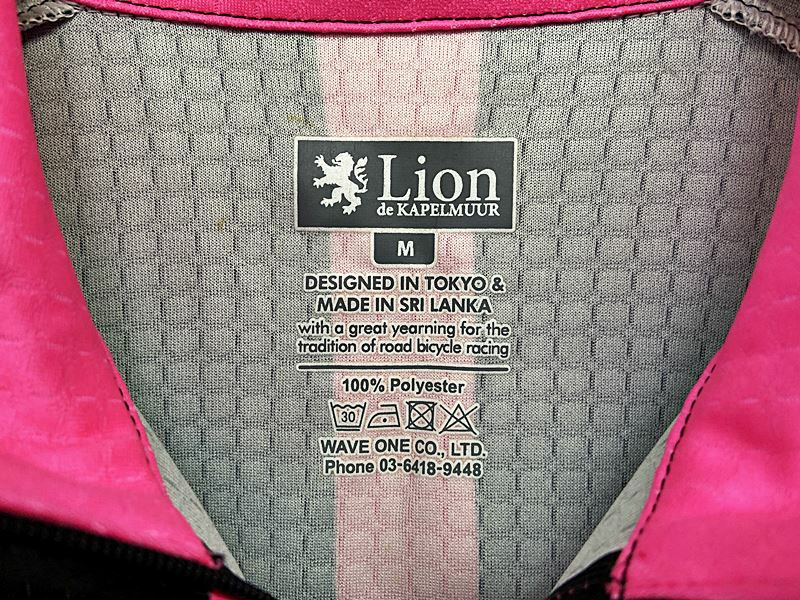 Lion
de KAPELMUUR
M
DESIGNED IN TOKYO &
MADE IN SRI LANKA
with a great yearning for the
tradition of road bicycle racing
100% Polyester
30
WAVE ONE CO., LTD.
Phone 03-6418-9448